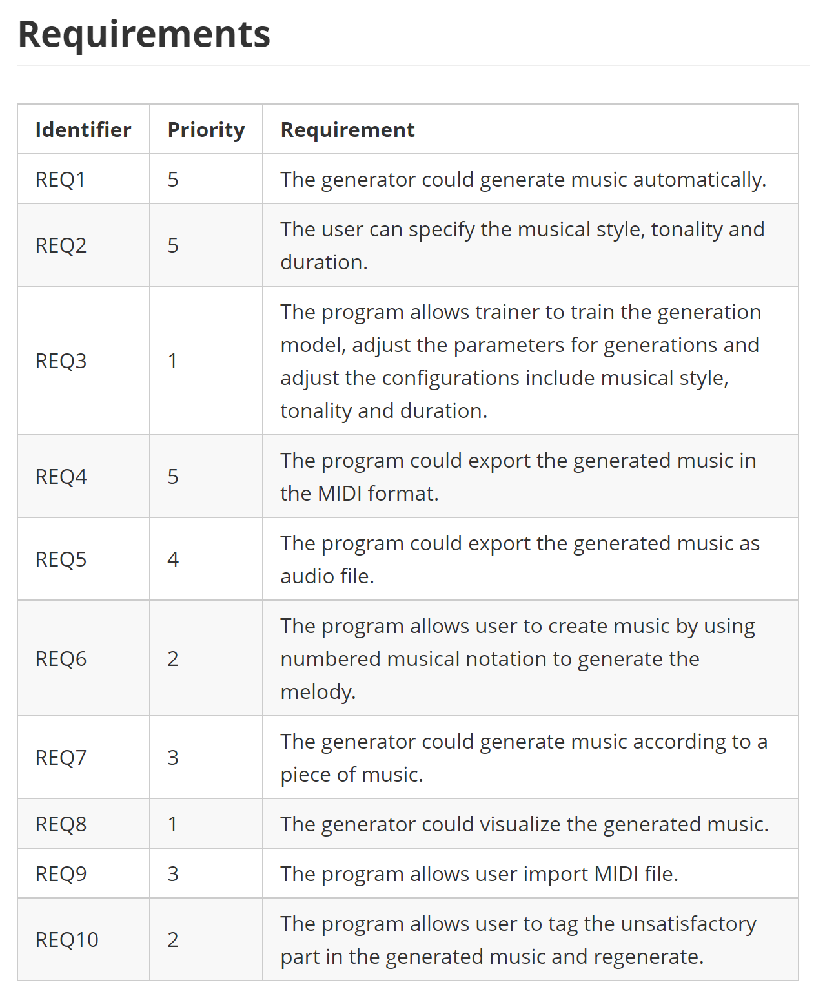 Requirements
Identifier Priority Requirement
REQ1 5 The generator could generate music automatically.
REQ2 5 The user can specify the musical style, tonality and
duration.
REQ3 1 The program allows trainer to train the generation
model, adjust the parameters for generations and
adjust the configurations include musical style,
tonality and duration.
REQ4 5 The program could export the generated music in
the MIDI format.
REQ5 4 The program could export the generated music as
audio file.
REQ6 2 The program allows user to create music by using
numbered musical notation to generate the
melody.
REQ7 3 The generator could generate music according to a
piece of music.
REQ8 1 The generator could visualize the generated music.
REQ9 3 The program allows user import MIDI file.
REQ10 2 The program allows user to tag the unsatisfactory
part in the generated music and regenerate.